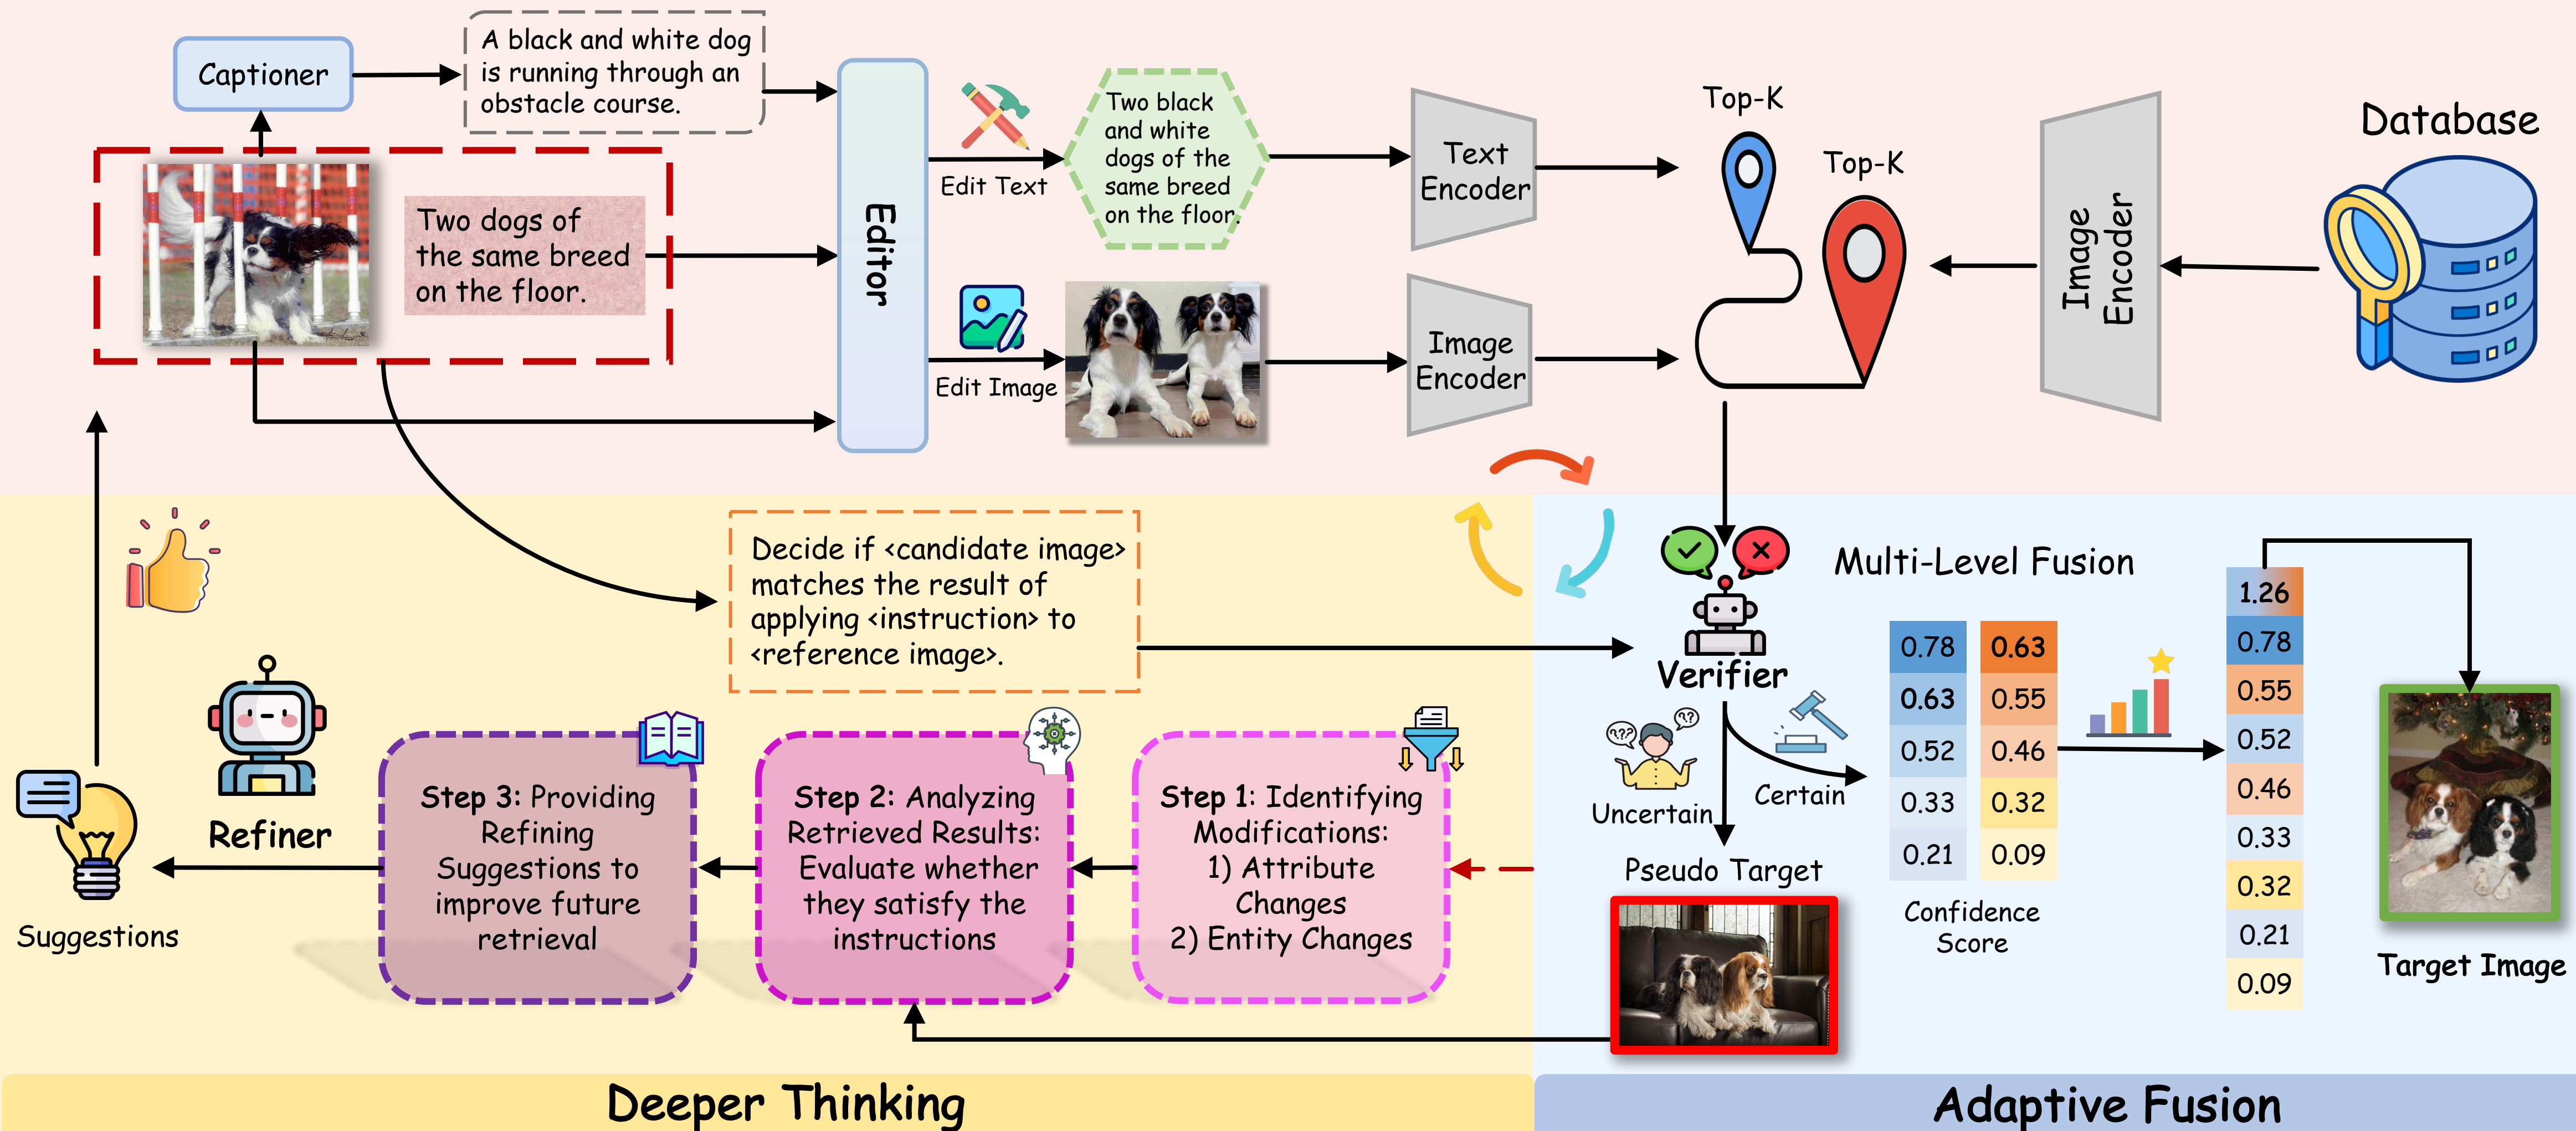 Captioner
A black and white dog
is running through an
obstacle course.
Two dogs of
the same breed
on the floor.
Editor
Edit Text
Edit Image
Two black
and white
dogs of the
same breed
on the floor.
Text
Encoder
Image
Encoder
Top-K
Top-K
Image
Encoder
Database
Decide if <candidate image>
matches the result of
applying <instruction> to
<reference image>.
Verifier
Uncertain
Certain
Pseudo Target
Multi-Level Fusion
0.78
0.63
0.52
0.33
0.21
0.63
0.55
0.46
0.32
0.09
Confidence
Score
1.26
0.78
0.55
0.52
0.46
0.33
0.32
0.21
0.09
Target Image
Step 1: Identifying
Modifications:
1) Attribute
Changes
2) Entity Changes
Step 2: Analyzing
Retrieved Results:
Evaluate whether
they satisfy the
instructions
Step 3: Providing
Refining
Suggestions to
improve future
retrieval
Refiner
Suggestions
Deeper Thinking
Adaptive Fusion